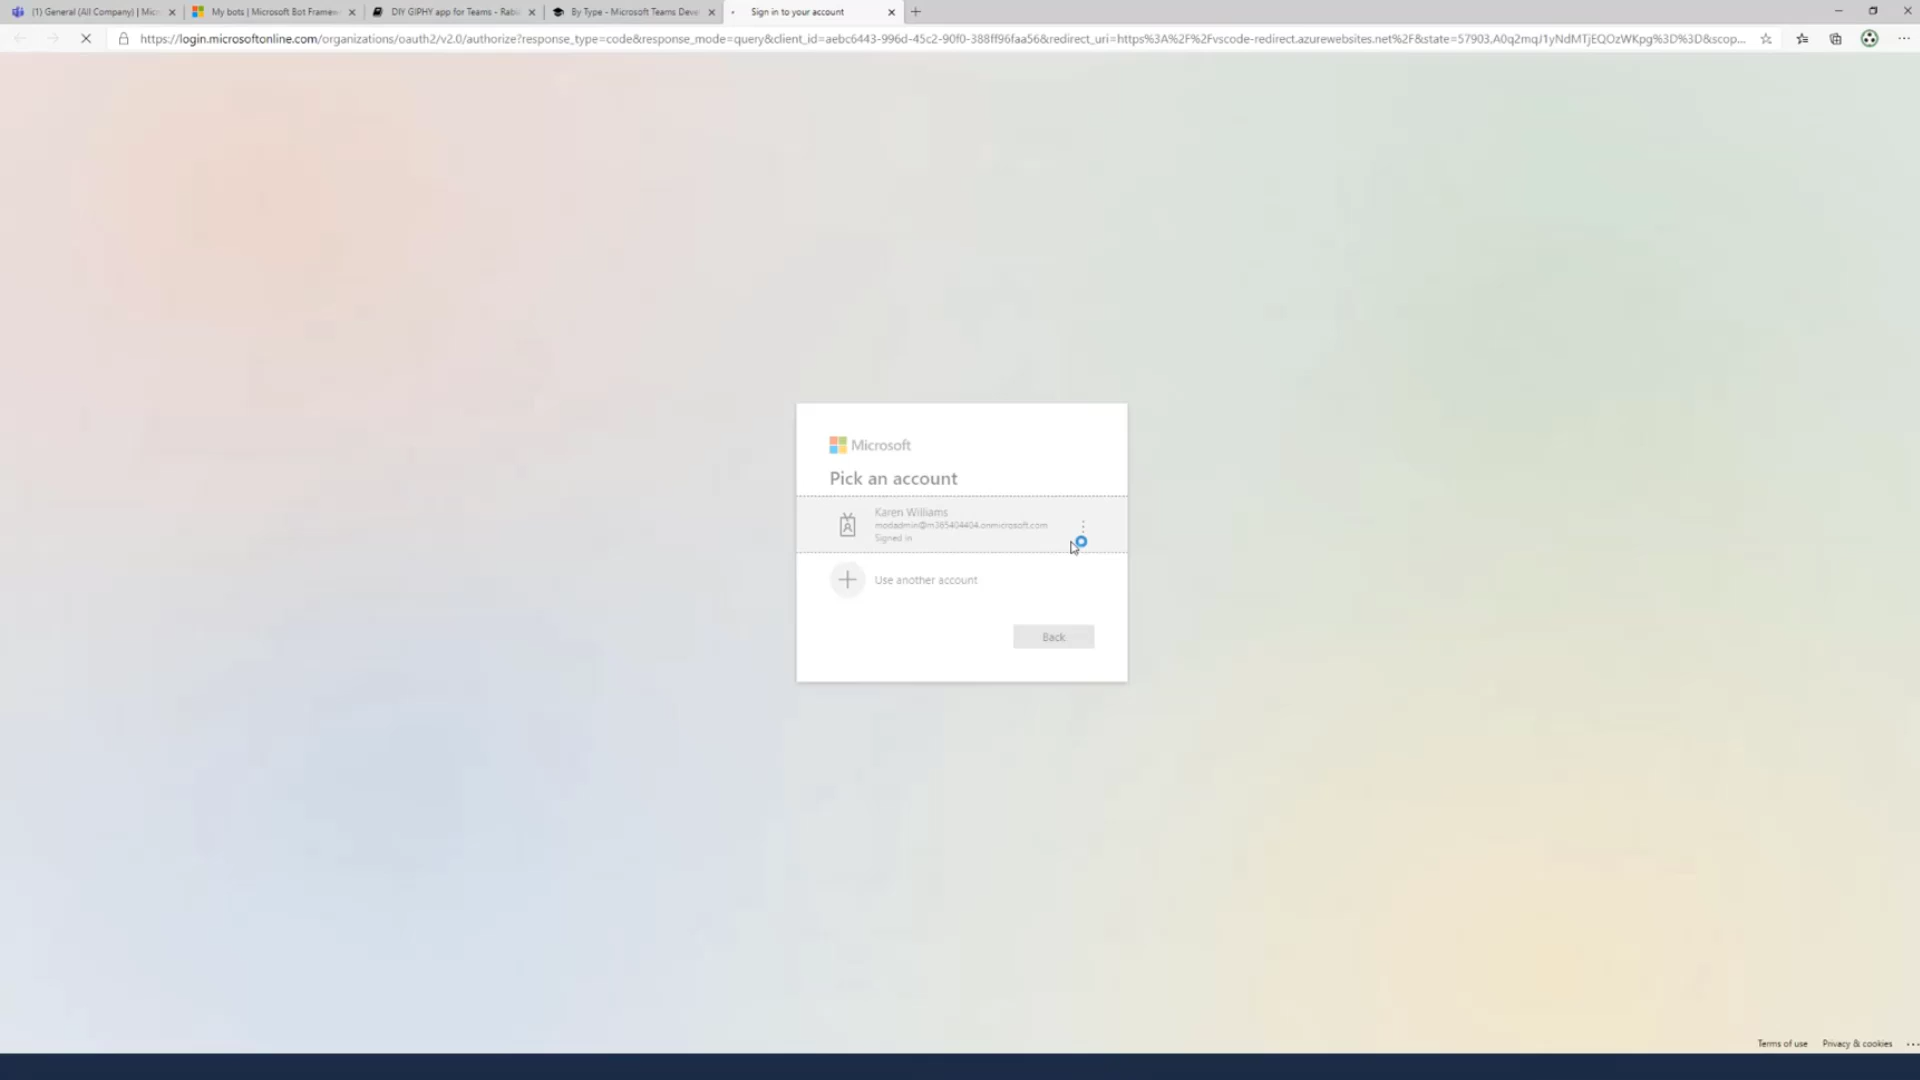 (1) General (All Company) | Micr
My bots | Microsoft Bot Framew
DIY GIPHY app for Teams - Rabi
By Type - Microsoft Teams Deve
Sign in to your account
https://login.microsoftonline.com/organizations/oauth2/v2.0/authorize?response_type=code&response_mode=query&client_id=aebc6443-996d-45c2-90f0-388ff96faa56&redirect_uri=https%3A%2F%2Fvscode-redirect.azurewebsites.net%2F&state=57903,A0q2mqJ1yNdMTjEQOzWKpg%3D%3D&scop...
Microsoft
Pick an account
Karen Williams
modadmin@m365404404.onmicrosoft.com
Signed in
Use another account
Back
Terms of use Privacy & cookies ...